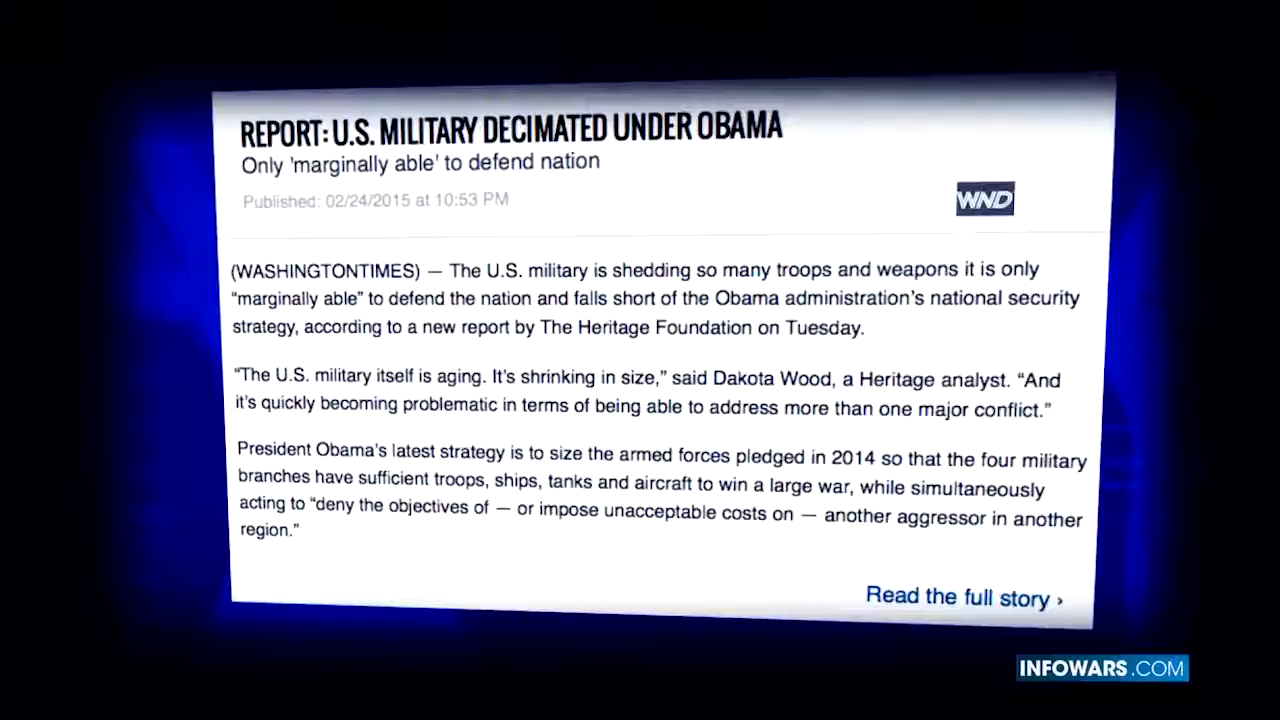 REPORT: U.S. MILITARY DECIMATED UNDER OBAMA
Only 'marginally able' to defend nation
Published: 02/24/2015 at 10:53 PM
WND
(WASHINGTONTIMES) — The U.S. military is shedding so many troops and weapons it is only
“marginally able” to defend the nation and falls short of the Obama administration’s national security
strategy, according to a new report by The Heritage Foundation on Tuesday.
“The U.S. military itself is aging. It’s shrinking in size,” said Dakota Wood, a Heritage analyst. “And
it’s quickly becoming problematic in terms of being able to address more than one major conflict.”
President Obama’s latest strategy is to size the armed forces pledged in 2014 so that the four military
branches have sufficient troops, ships, tanks and aircraft to win a large war, while simultaneously
acting to “deny the objectives of — or impose unacceptable costs on — another aggressor in another
region.”
Read the full story ›
INFOWARS.COM